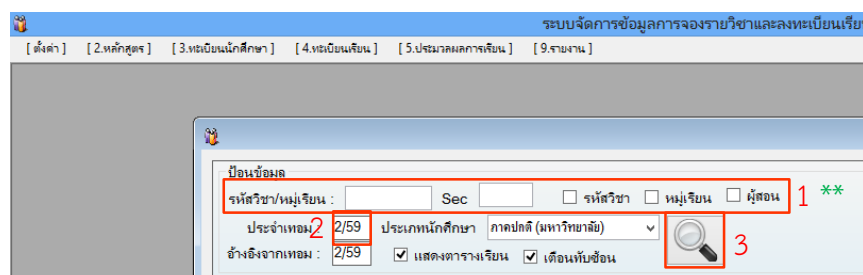 ระบบจัดการข้อมูลการจองรายวิชาและลงทะเบียนเรีย
[ ตั้งค่า ] [ 2.หลักสูตร ] [ 3.ทะเบียนนักศึกษา ] [ 4.ทะเบียนเรียน ] [ 5.ประมวลผลการเรียน ] [ 9.รายงาน ]
ป้อนข้อมูล
รหัสวิชา/หมู่เรียน : Sec รหัสวิชา หมู่เรียน ผู้สอน 1 **
ประจำเทอม : 2 2/59 ประเภทนักศึกษา ภาคปกติ (มหาวิทยาลัย) 3
อ้างอิงจากเทอม : 2/59 แสดงตารางเรียน เตือนทับซ้อน